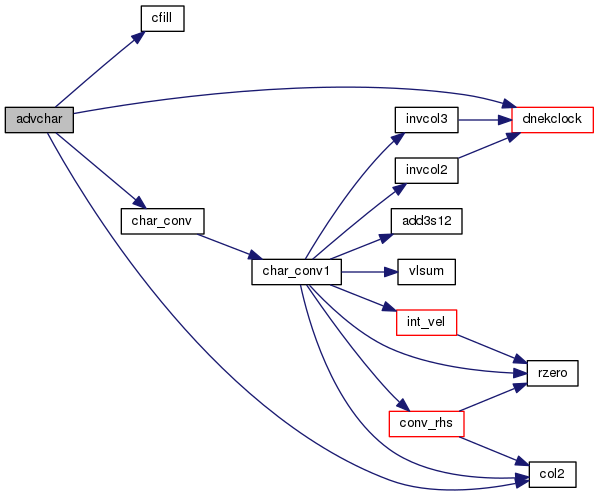 cfill
advchar
dnekclock
invcol3
invcol2
char_conv
add3s12
char_conv1
vlsum
int_vel
rzero
conv_rhs
col2